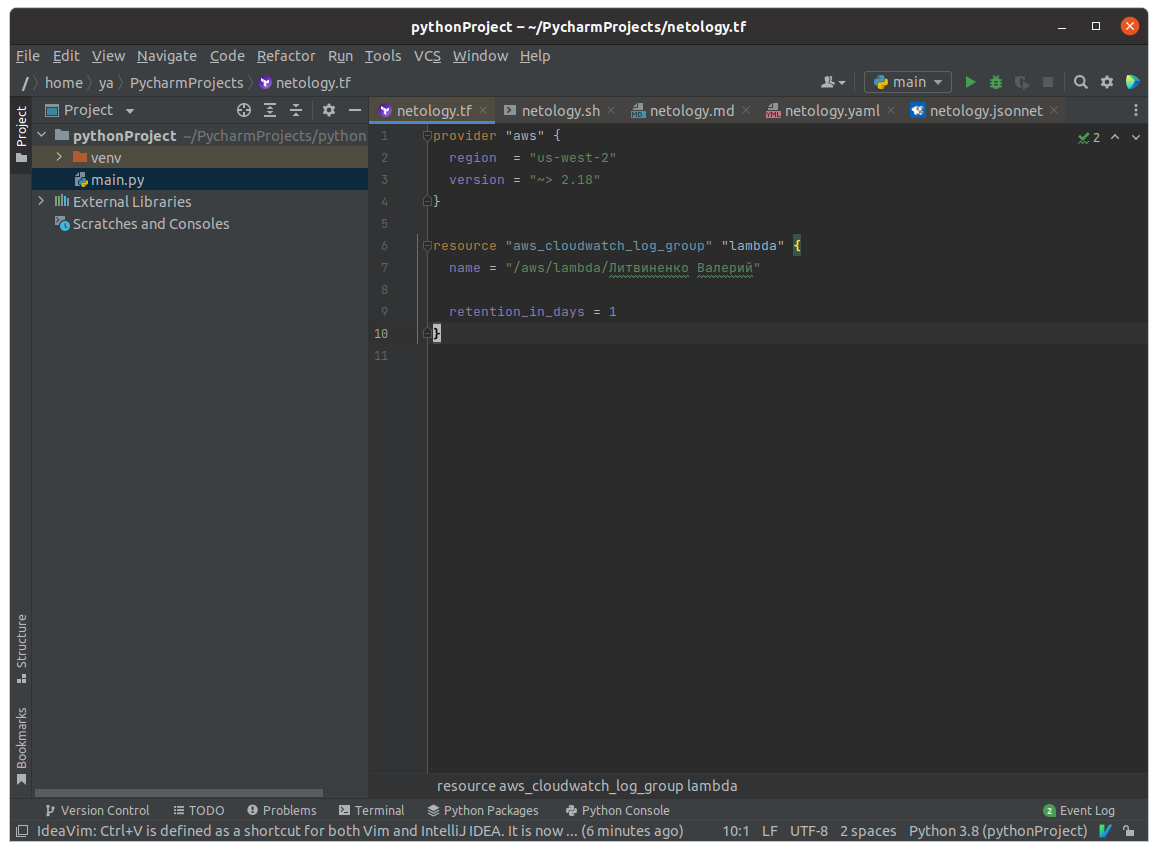 pythonProject – ~/PycharmProjects/netology.tf
File Edit View Navigate Code Refactor Run Tools VCS Window Help
/ home ya PycharmProjects netology.tf main
Project netology.tf netology.sh netology.md netology.yaml netology.jsonnet
Project
pythonProject ~/PycharmProjects/python
venv
main.py
External Libraries
Scratches and Consoles
2
1 provider "aws" {
2 region = "us-west-2"
3 version = "~> 2.18"
4 }
5
6 resource "aws_cloudwatch_log_group" "lambda" {
7 name = "/aws/lambda/Литвиненко Валерий"
8
9 retention_in_days = 1
10 }
11
Structure
Bookmarks
resource aws_cloudwatch_log_group lambda
Version Control TODO Problems Terminal Python Packages Python Console 2 Event Log
IdeaVim: Ctrl+V is defined as a shortcut for both Vim and IntelliJ IDEA. It is now ... (6 minutes ago) 10:1 LF UTF-8 2 spaces Python 3.8 (pythonProject)